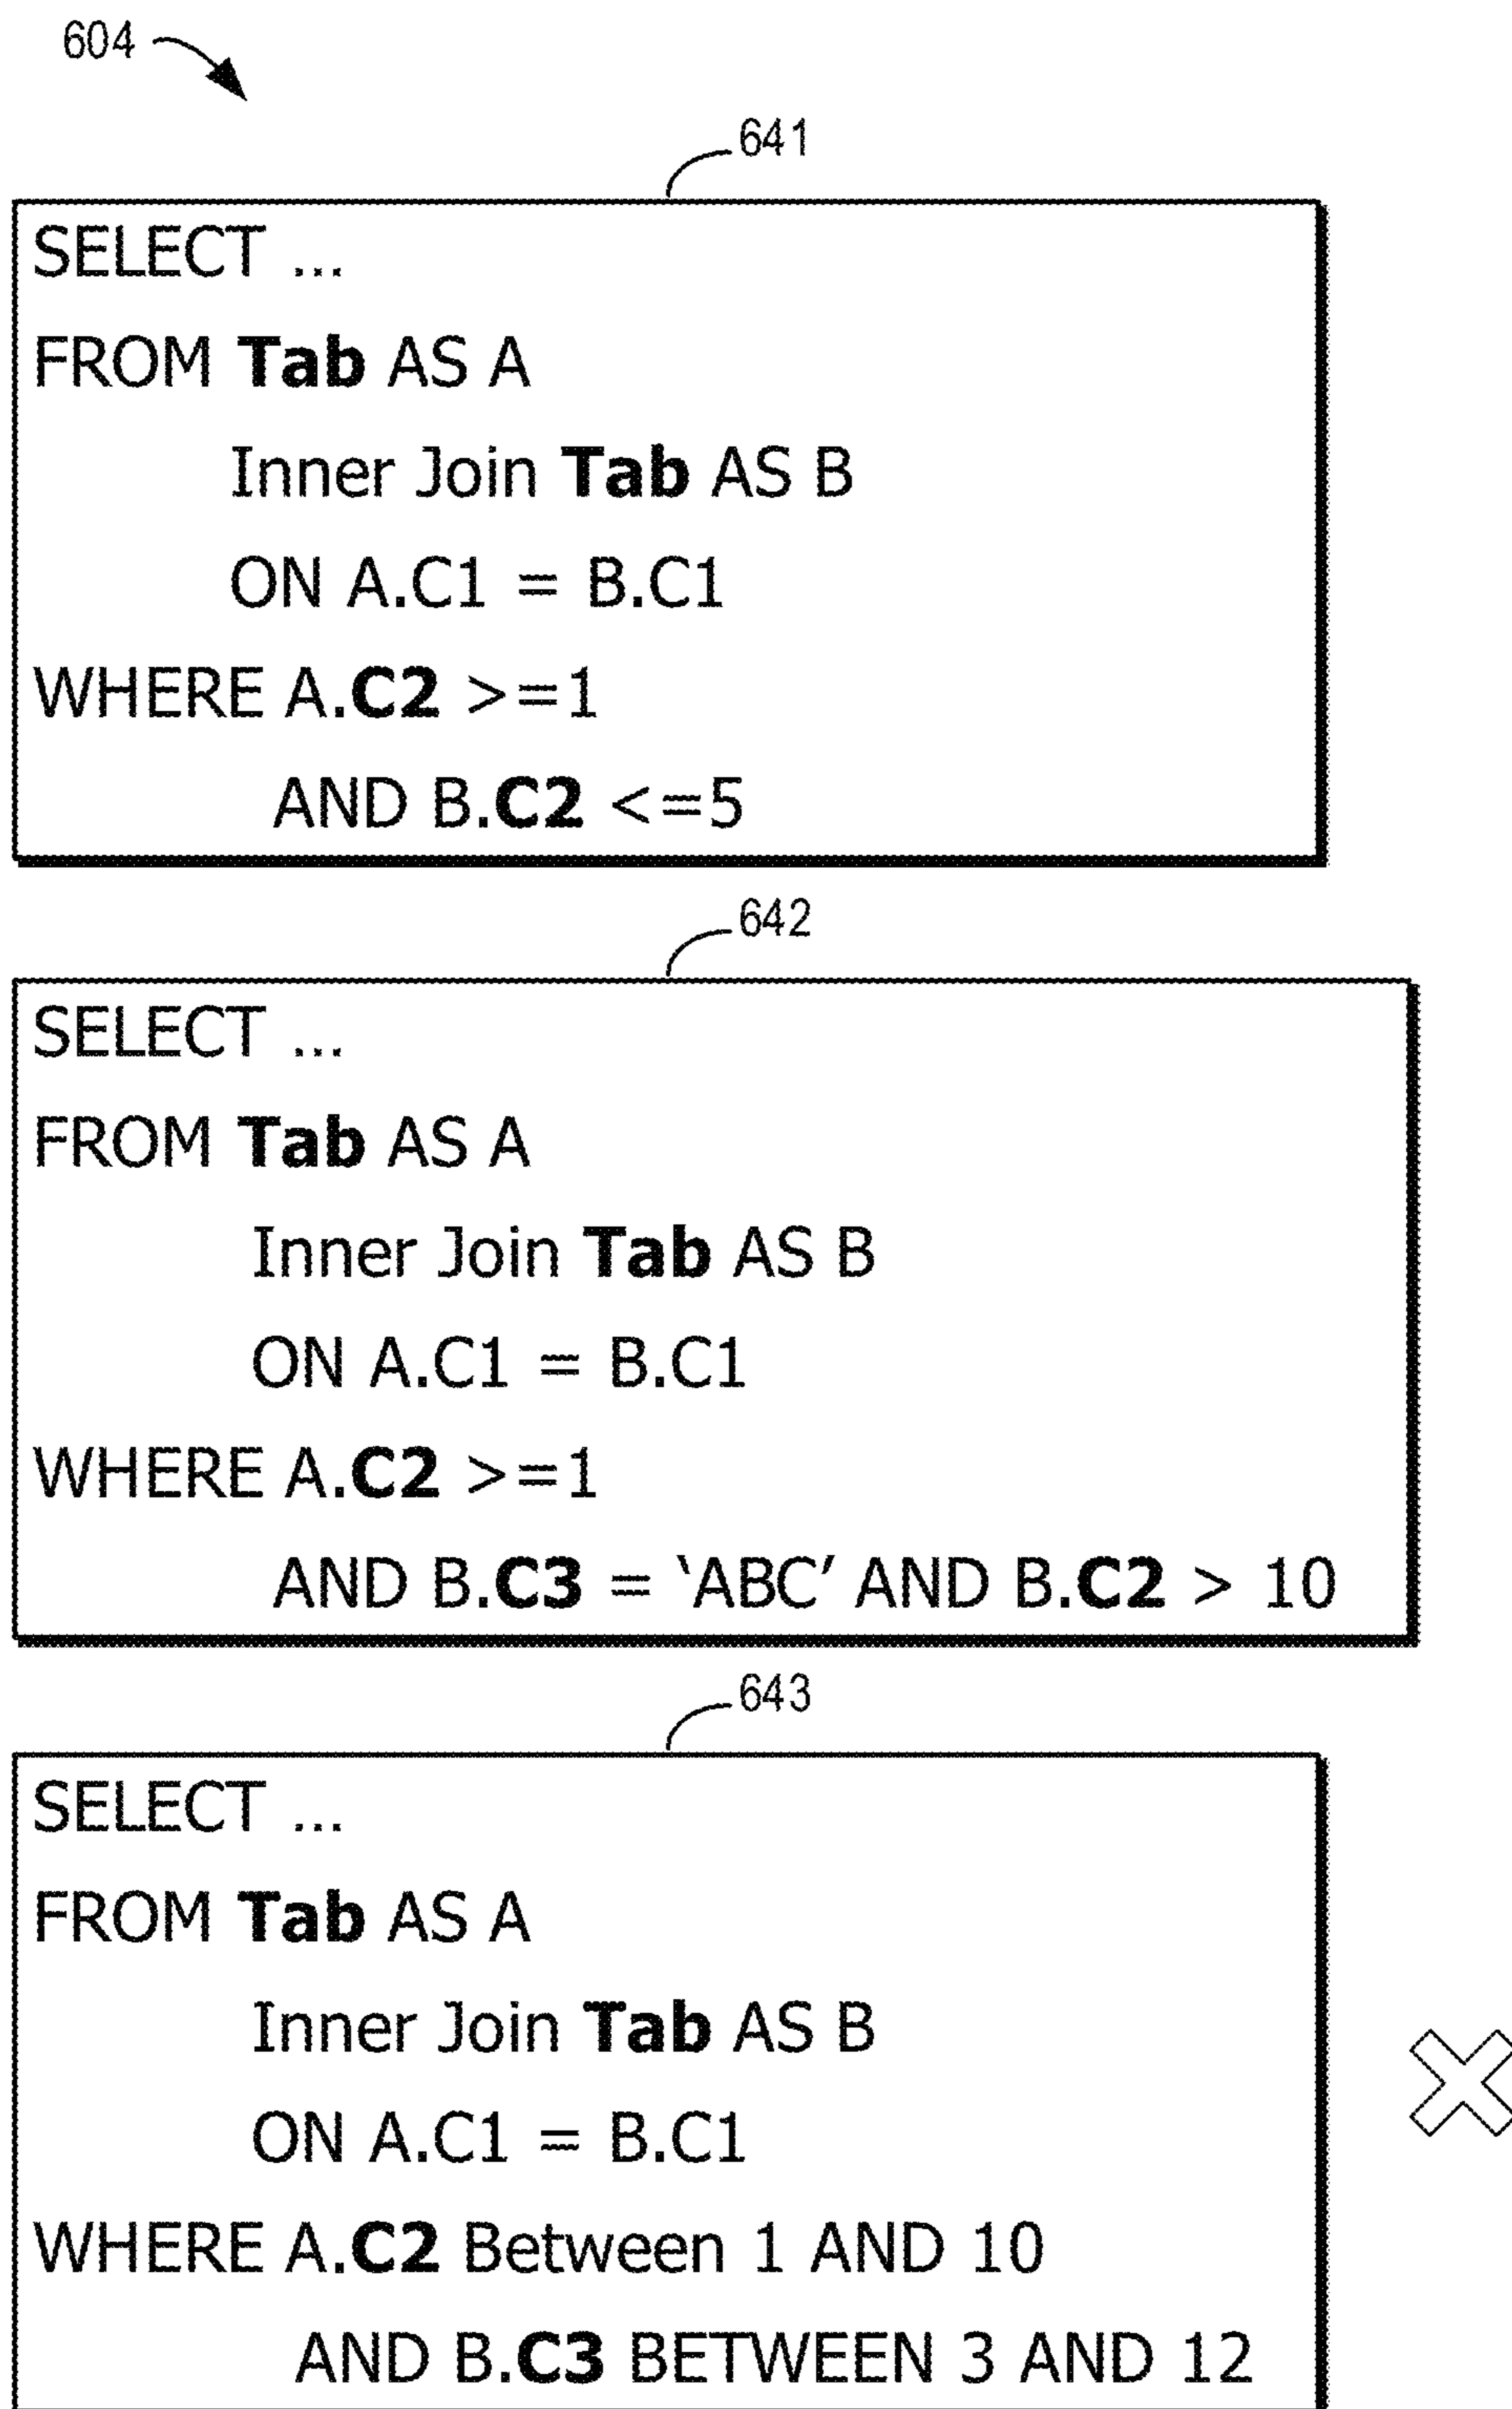 604
641
SELECT ...
FROM Tab AS A
Inner Join Tab AS B
ON A.C1 = B.C1
WHERE A.C2 >=1
AND B.C2 <=5
642
SELECT ...
FROM Tab AS A
Inner Join Tab AS B
ON A.C1 = B.C1
WHERE A.C2 >=1
AND B.C3 = ‵ABC′ AND B.C2 > 10
643
SELECT ...
FROM Tab AS A
Inner Join Tab AS B
ON A.C1 = B.C1
WHERE A.C2 Between 1 AND 10
AND B.C3 BETWEEN 3 AND 12